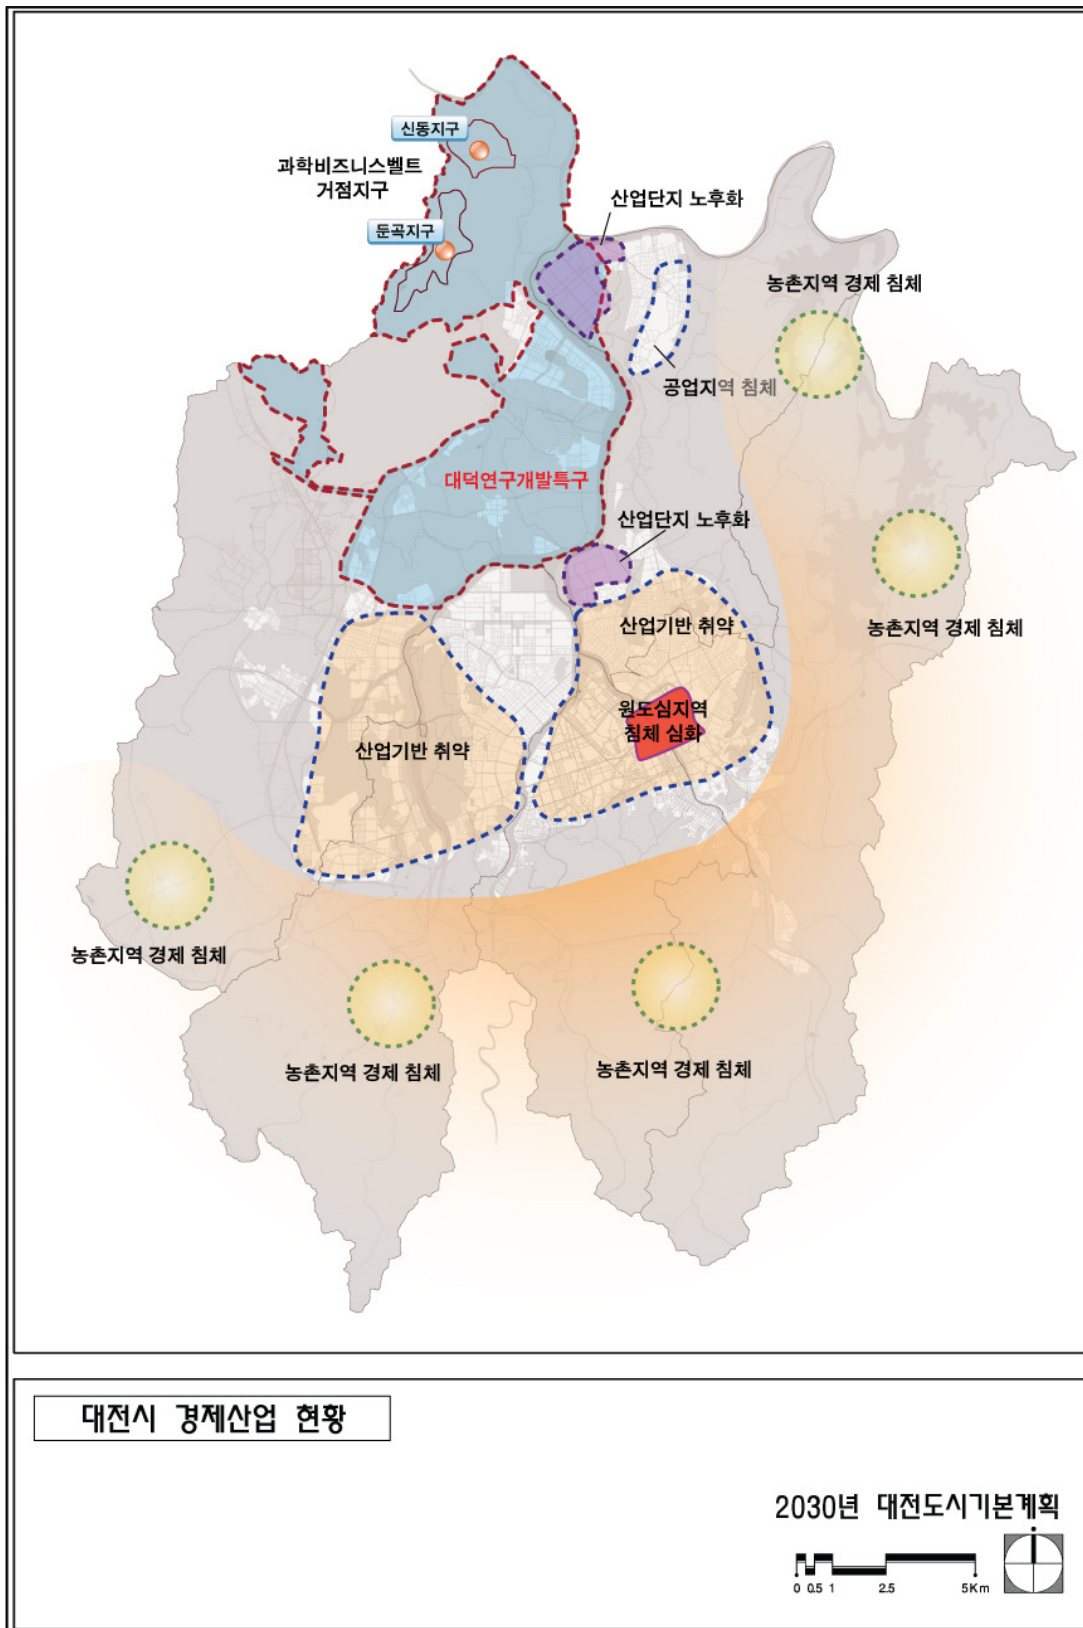 신동지구
과학비즈니스벨트
거점지구
산업단지 노후화
둔곡지구
농촌지역 경제 침체
공업지역 침체
대덕연구개발특구
산업단지 노후화
산업기반 취약
농촌지역 경제 침체
원도심지역
침체 심화
산업기반 취약
농촌지역 경제 침체
농촌지역 경제 침체
농촌지역 경제 침체
대전시 경제산업 현황
2030년 대전도시기본계획
0 0.5 1 2.5 5Km